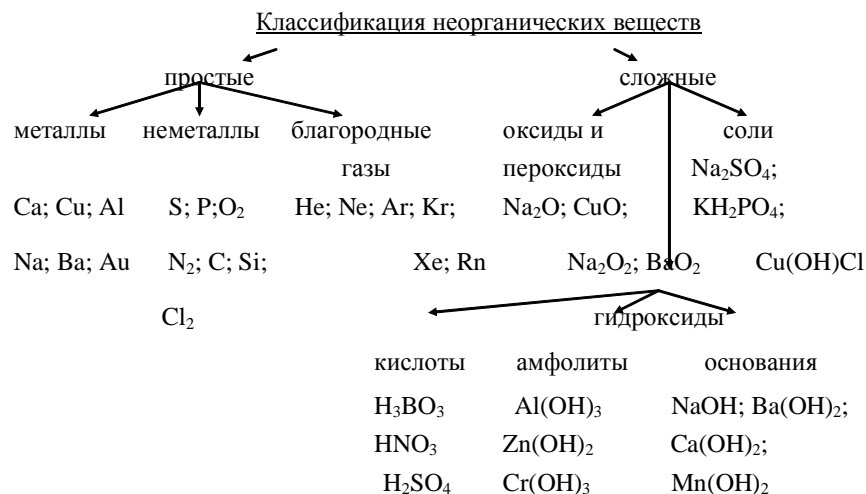 Классификация неорганических веществ
простые сложные
металлы неметаллы благородные оксиды и соли
газы пероксиды Na₂SO₄;
Ca; Cu; Al S; P;O₂ He; Ne; Ar; Kr; Na₂O; CuO; KH₂PO₄;
Na; Ba; Au N₂; C; Si; Xe; Rn Na₂O₂; BaO₂ Cu(OH)Cl
Cl₂ гидроксиды
кислоты амфолиты основания
H₃BO₃ Al(OH)₃ NaOH; Ba(OH)₂;
HNO₃ Zn(OH)₂ Ca(OH)₂;
H₂SO₄ Cr(OH)₃ Mn(OH)₂